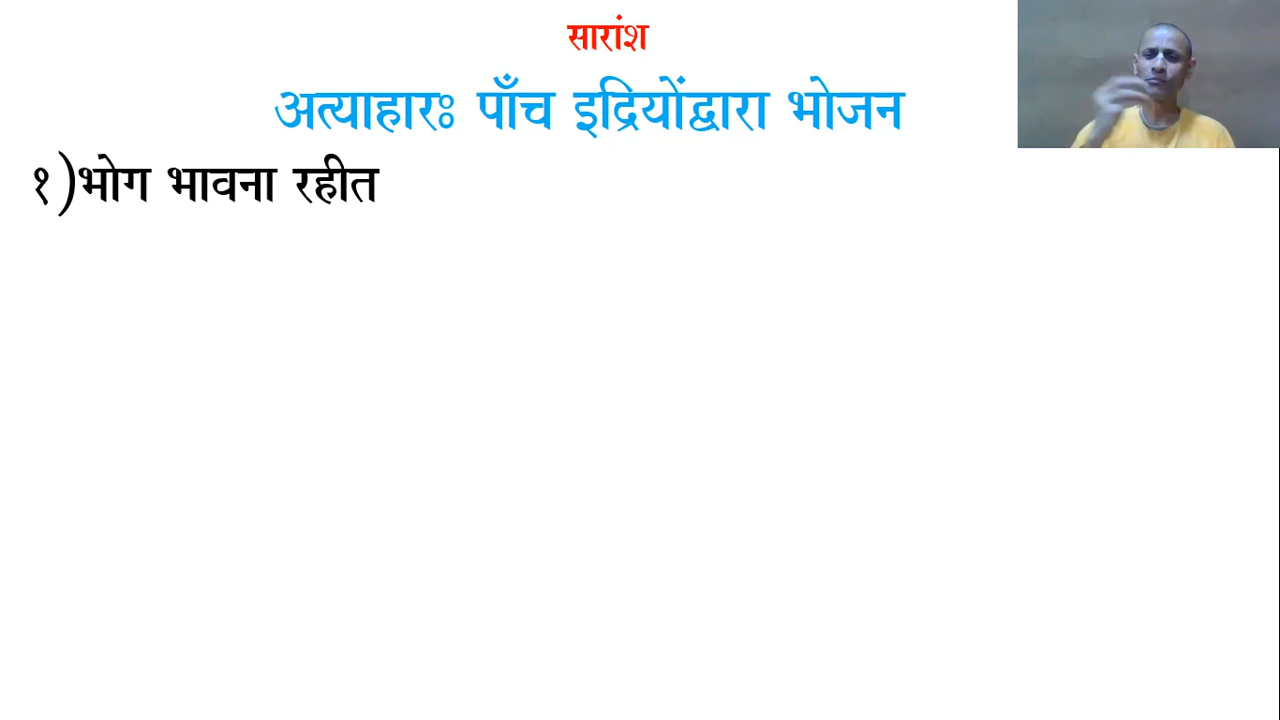 सारांश
अत्याहारः पाँच इद्रियोंद्वारा भोजन
१)भोग भावना रहीत